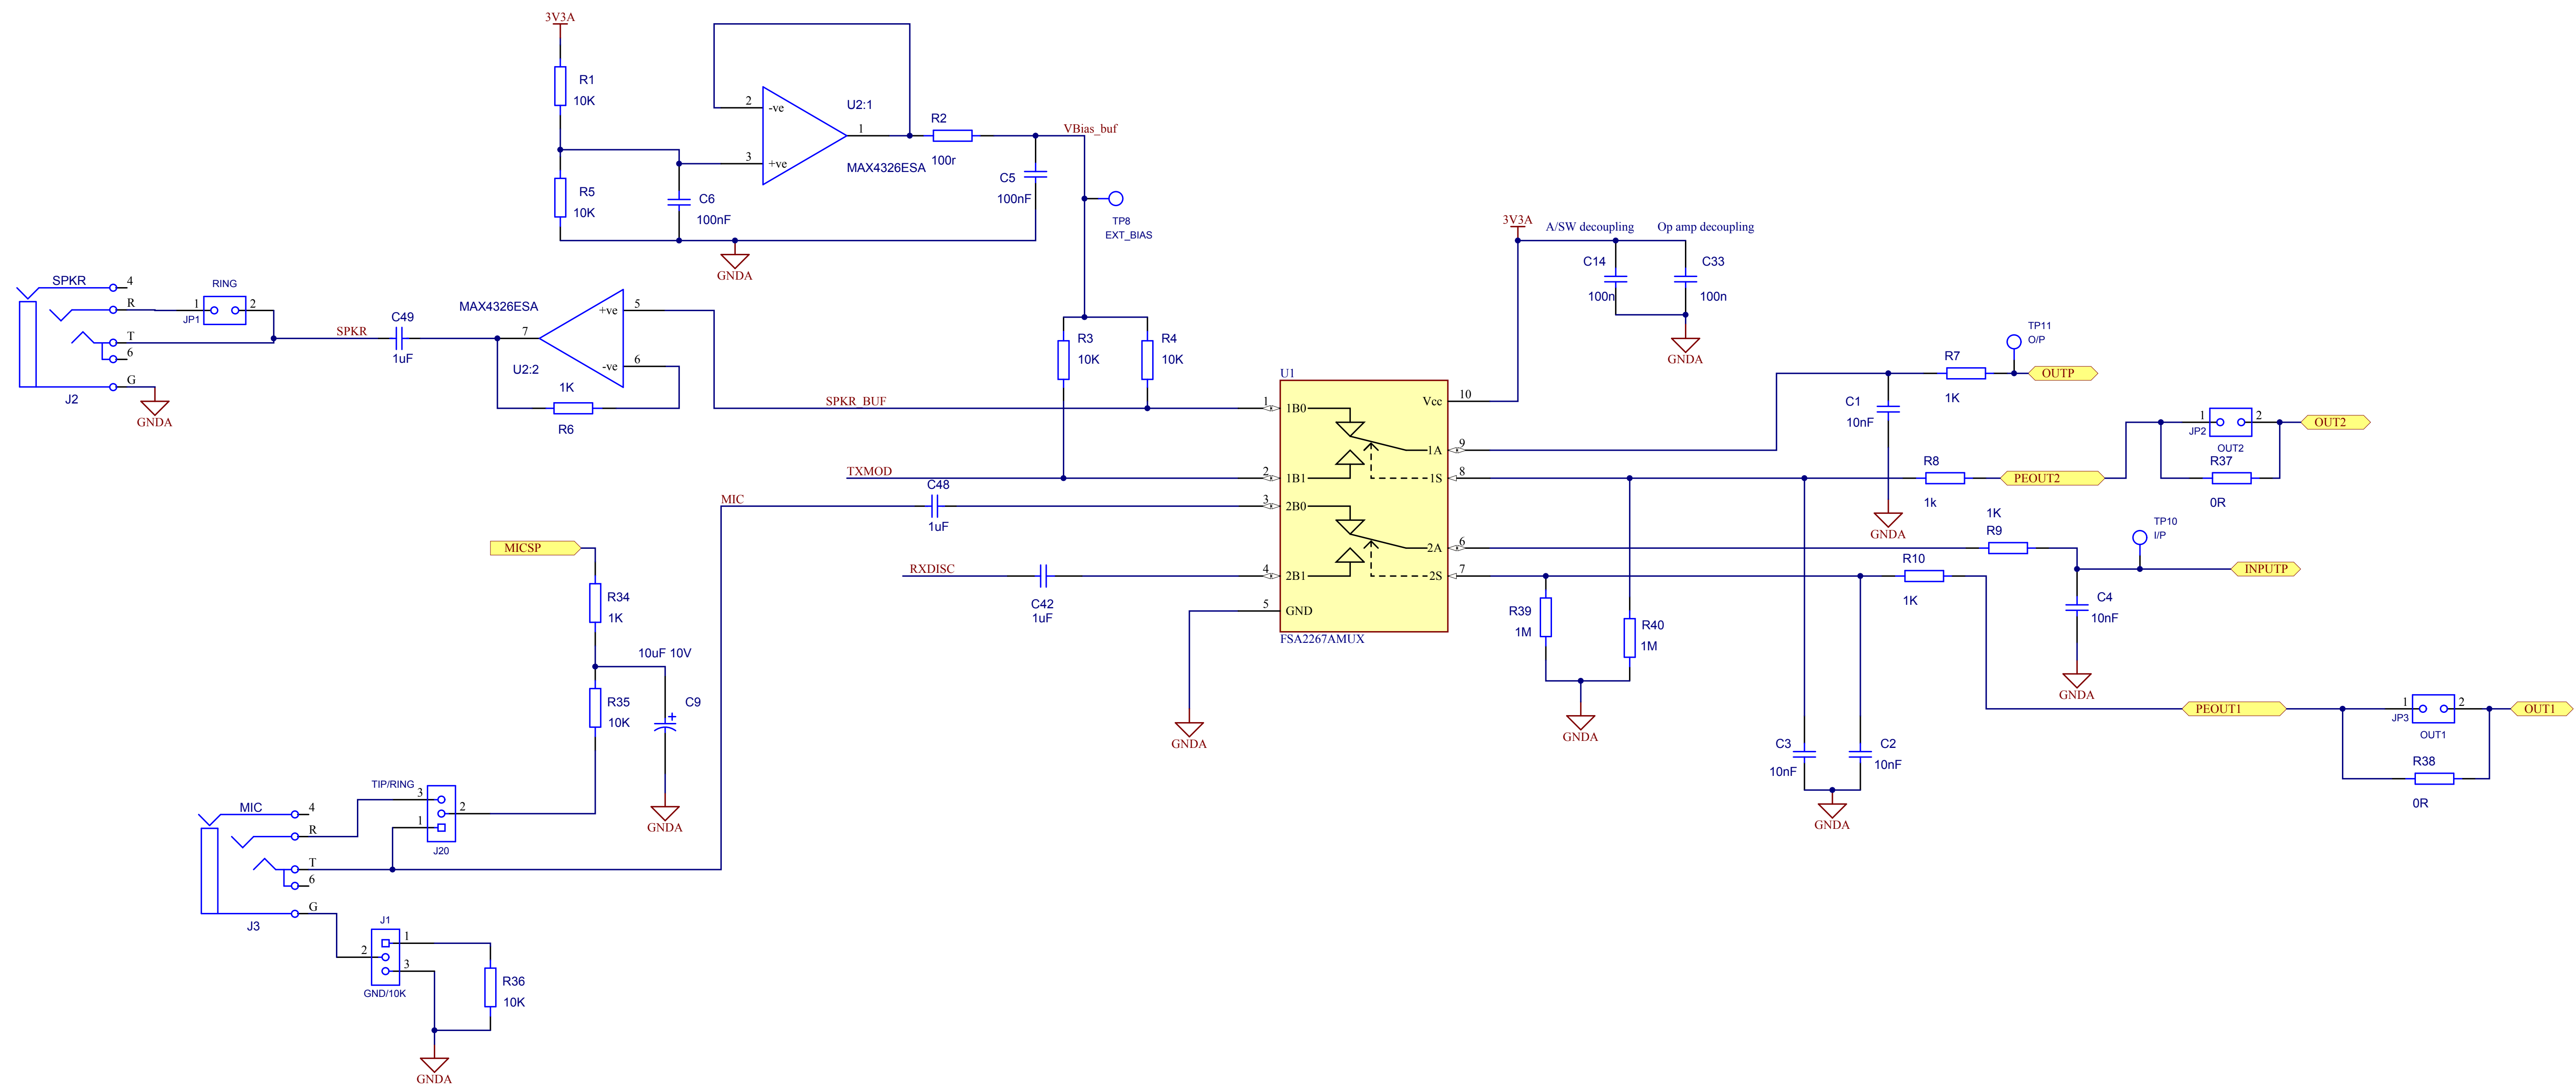 3V3A
R1
10K
R5
10K
C6
100nF
GNDA
2
-ve
3
+ve
1
U2:1
MAX4326ESA
R2
100r
C5
100nF
VBias_buf
TP8
EXT_BIAS
SPKR
4
R
T
6
G
J2
GNDA
RING
1
2
JP1
SPKR
C49
1uF
MAX4326ESA
7
U2:2
+ve
5
-ve
6
1K
R6
R3
10K
R4
10K
SPKR_BUF
TXMOD
MIC
C48
1uF
RXDISC
C42
1uF
GNDA
U1
1
1B0
2
1B1
3
2B0
4
2B1
5
GND
Vcc
10
1A
9
1S
8
2A
6
2S
7
FSA2267AMUX
3V3A
A/SW decoupling
Op amp decoupling
C14
100n
C33
100n
GNDA
C1
10nF
GNDA
R7
1K
TP11
O/P
OUTP
R8
1k
PEOUT2
1
2
JP2
OUT2
R37
0R
OUT2
1K
R9
TP10
I/P
INPUTP
C4
10nF
GNDA
R10
1K
R39
1M
R40
1M
GNDA
C3
10nF
C2
10nF
GNDA
PEOUT1
1
2
JP3
OUT1
R38
0R
OUT1
MICSP
R34
1K
10uF 10V
R35
10K
C9
+
GNDA
TIP/RING
3
2
1
J20
MIC
4
R
T
6
G
J3
J1
1
2
3
GND/10K
R36
10K
GNDA